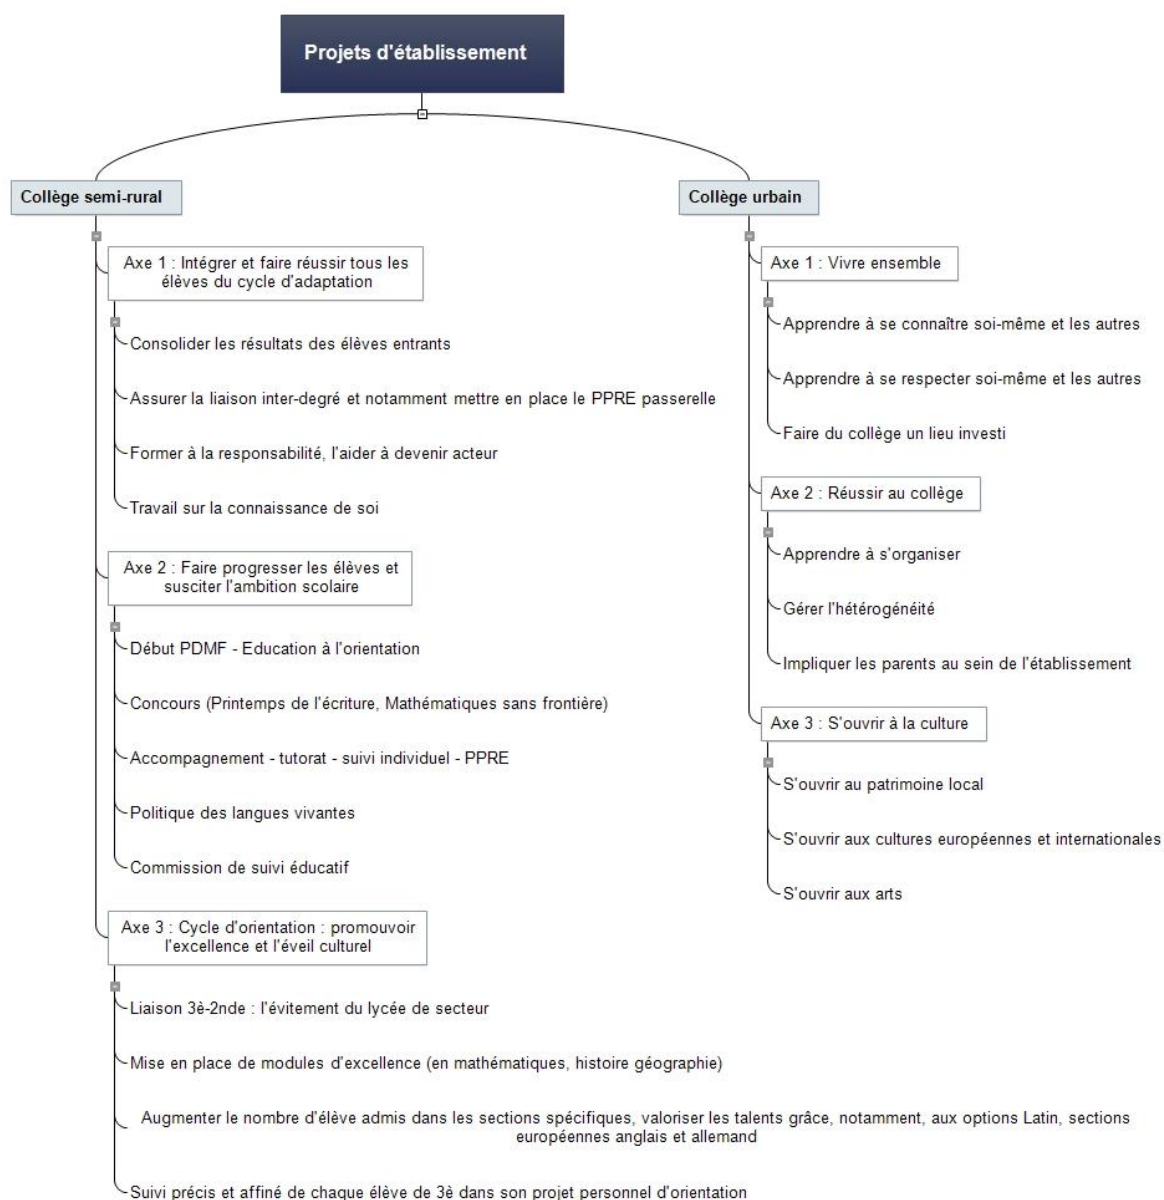 Projets d'établissement
Collège semi-rural
Axe 1 : Intégrer et faire réussir tous les
élèves du cycle d'adaptation
Consolider les résultats des élèves entrants
Assurer la liaison inter-degré et notamment mettre en place le PPRE passerelle
Former à la responsabilité, l'aider à devenir acteur
Travail sur la connaissance de soi
Axe 2 : Faire progresser les élèves et
susciter l'ambition scolaire
Début PDMF - Education à l'orientation
Concours (Printemps de l'écriture, Mathématiques sans frontière)
Accompagnement - tutorat - suivi individuel - PPRE
Politique des langues vivantes
Commission de suivi éducatif
Axe 3 : Cycle d'orientation : promouvoir
l'excellence et l'éveil culturel
Liaison 3è-2nde : l'évitement du lycée de secteur
Mise en place de modules d'excellence (en mathématiques, histoire géographie)
Augmenter le nombre d'élève admis dans les sections spécifiques, valoriser les talents grâce, notamment, aux options Latin, sections
européennes anglais et allemand
Suivi précis et affiné de chaque élève de 3è dans son projet personnel d'orientation
Collège urbain
Axe 1 : Vivre ensemble
Apprendre à se connaître soi-même et les autres
Apprendre à se respecter soi-même et les autres
Faire du collège un lieu investi
Axe 2 : Réussir au collège
Apprendre à s'organiser
Gérer l'hétérogénéité
Impliquer les parents au sein de l'établissement
Axe 3 : S'ouvrir à la culture
S'ouvrir au patrimoine local
S'ouvrir aux cultures européennes et internationales
S'ouvrir aux arts